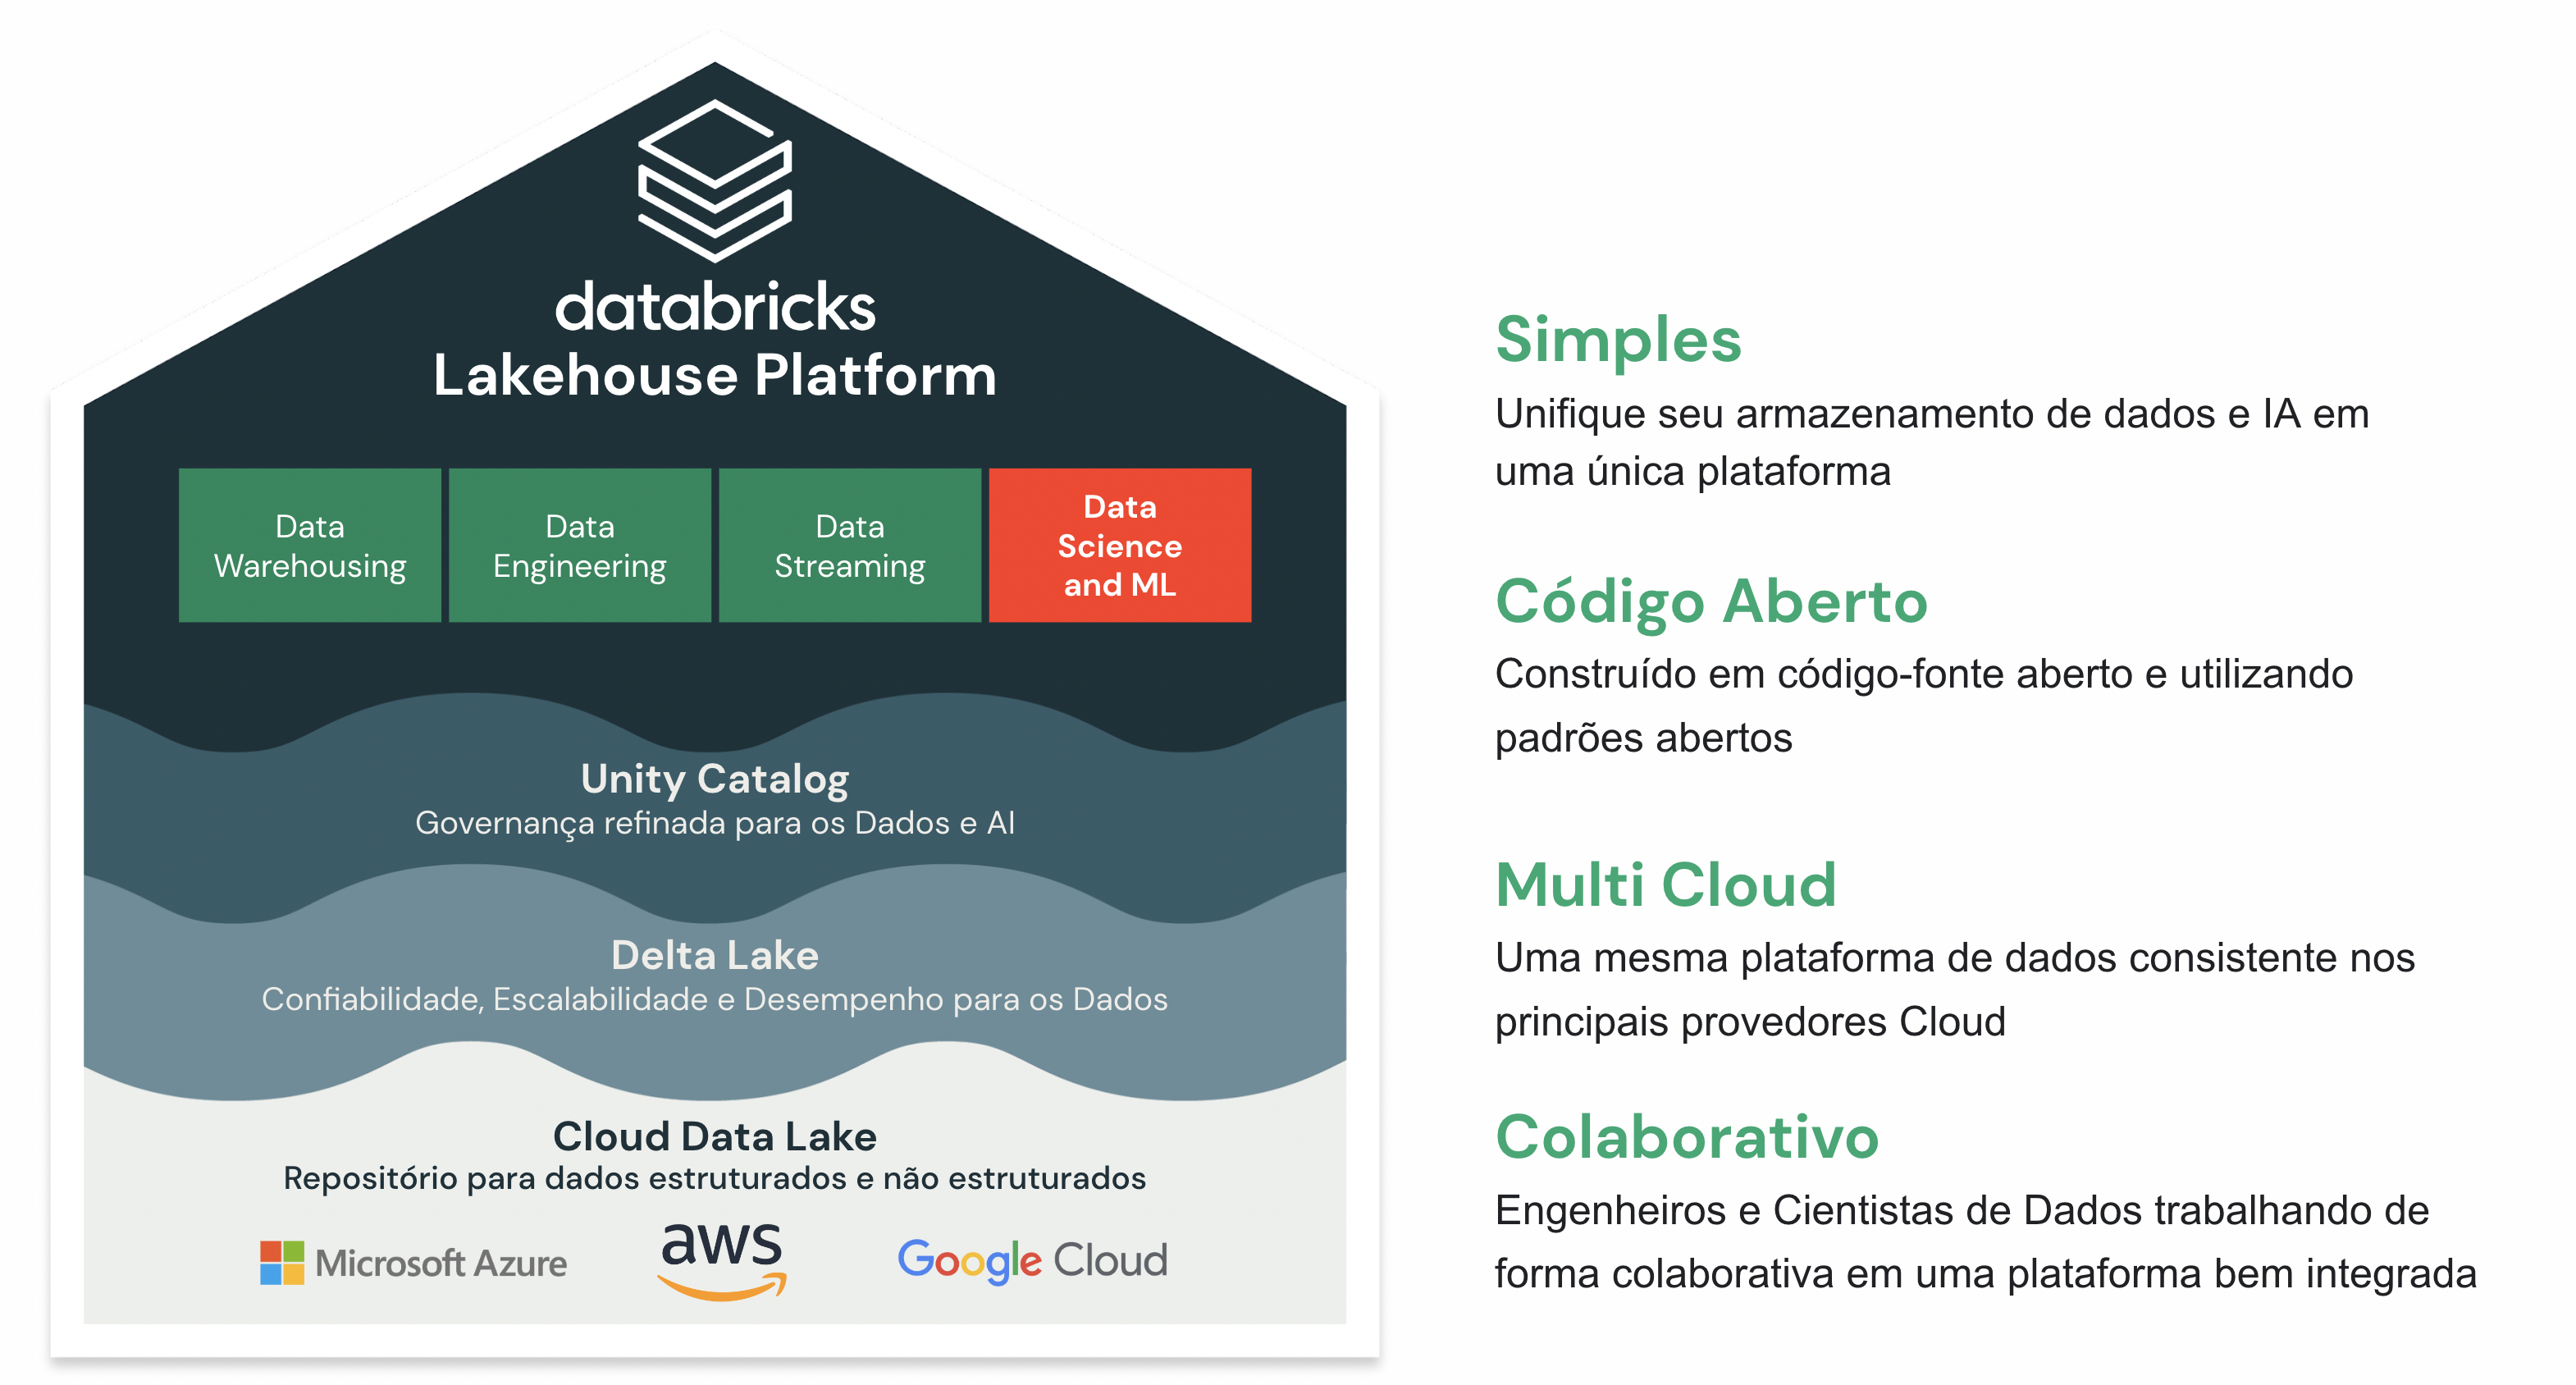 databricks
Lakehouse Platform
Data
Warehousing
Data
Engineering
Data
Streaming
Data
Science
and ML
Unity Catalog
Governança refinada para os Dados e AI
Delta Lake
Confiabilidade, Escalabilidade e Desempenho para os Dados
Cloud Data Lake
Repositório para dados estruturados e não estruturados
Microsoft Azure
aws
Google Cloud
Simples
Unifique seu armazenamento de dados e IA em
uma única plataforma
Código Aberto
Construído em código-fonte aberto e utilizando
padrões abertos
Multi Cloud
Uma mesma plataforma de dados consistente nos
principais provedores Cloud
Colaborativo
Engenheiros e Cientistas de Dados trabalhando de
forma colaborativa em uma plataforma bem integrada